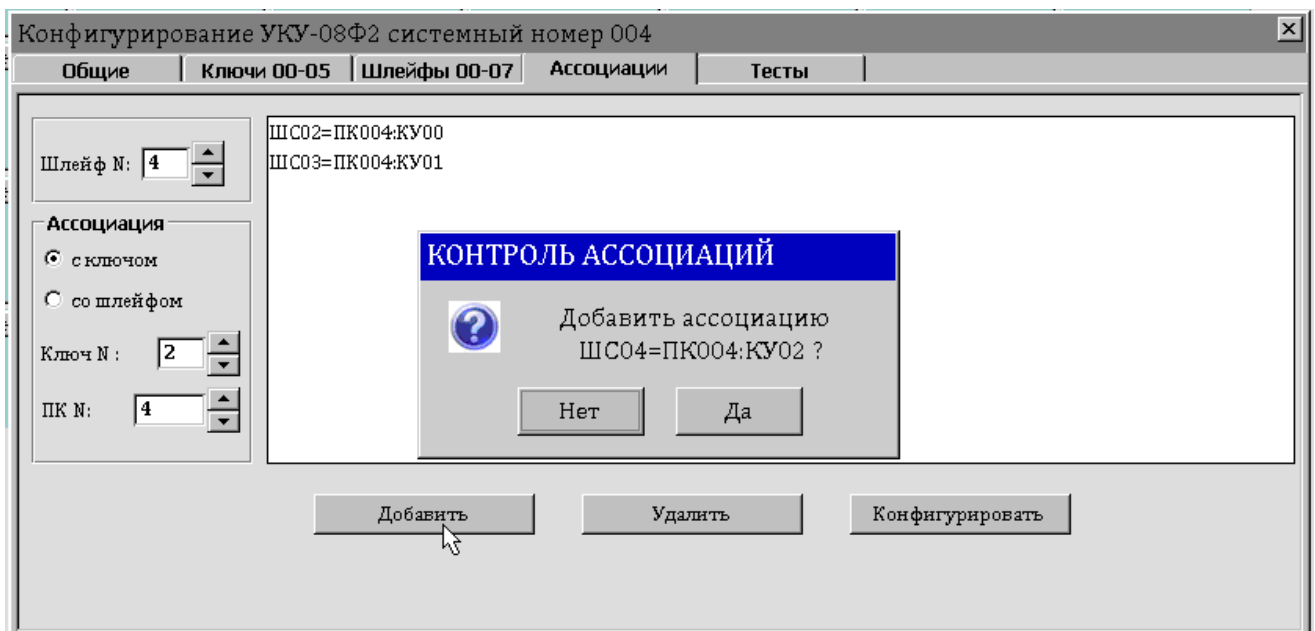 Конфигурирование УКУ-08Ф2 системный номер 004
Общие Ключи 00-05 Шлейфы 00-07 Ассоциации Тесты
Шлейф N: 4
ШС02=ПК004:КУ00
ШС03=ПК004:КУ01
Ассоциация
с ключом
со шлейфом
Ключ N : 2
ПК N: 4
КОНТРОЛЬ АССОЦИАЦИЙ
Добавить ассоциацию
ШС04=ПК004:КУ02 ?
Нет Да
Добавить Удалить Конфигурировать